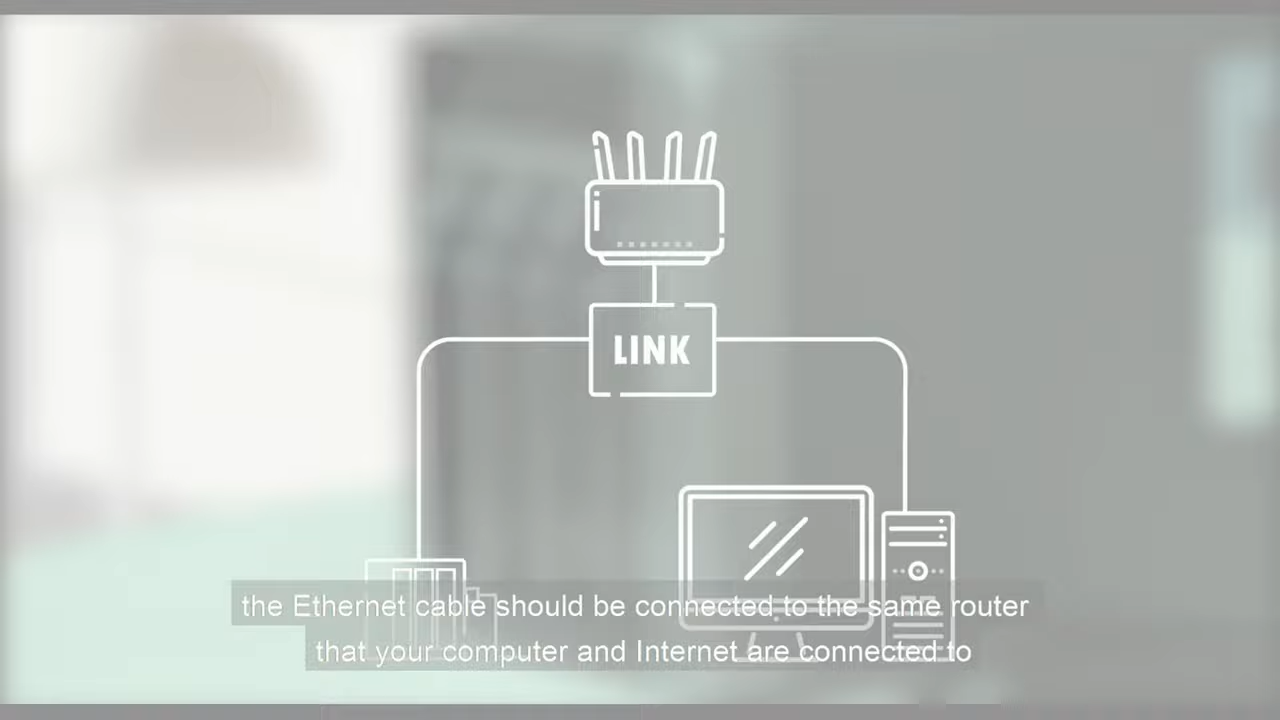 LINK
the Ethernet cable should be connected to the same router
that your computer and Internet are connected to